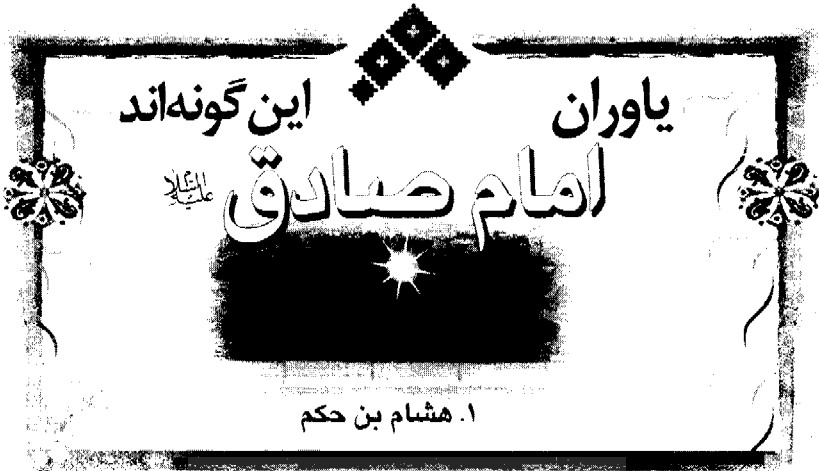 یاوران این گونه‌اند
امام صادق علیه‌السلام
۱. هشام بن حکم